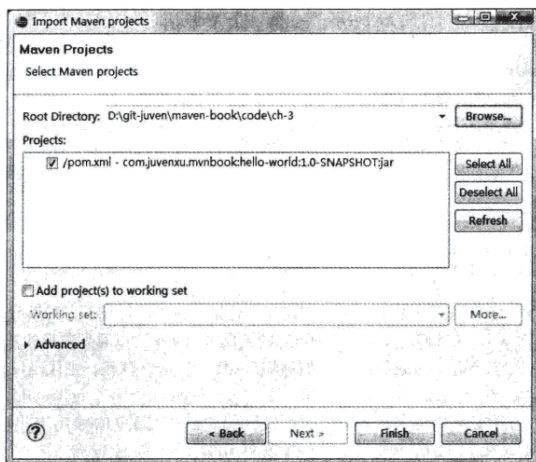 Import Maven projects
Maven Projects
Select Maven projects
Root Directory: D:\git-juven\maven-book\code\ch-3
Browse...
Projects:
/pom.xml - com.juvenxu.mvnbook:hello-world:1.0-SNAPSHOT:jar
Select All
Deselect All
Refresh
Add project(s) to working set
Working set:
More...
Advanced
?
< Back
Next >
Finish
Cancel